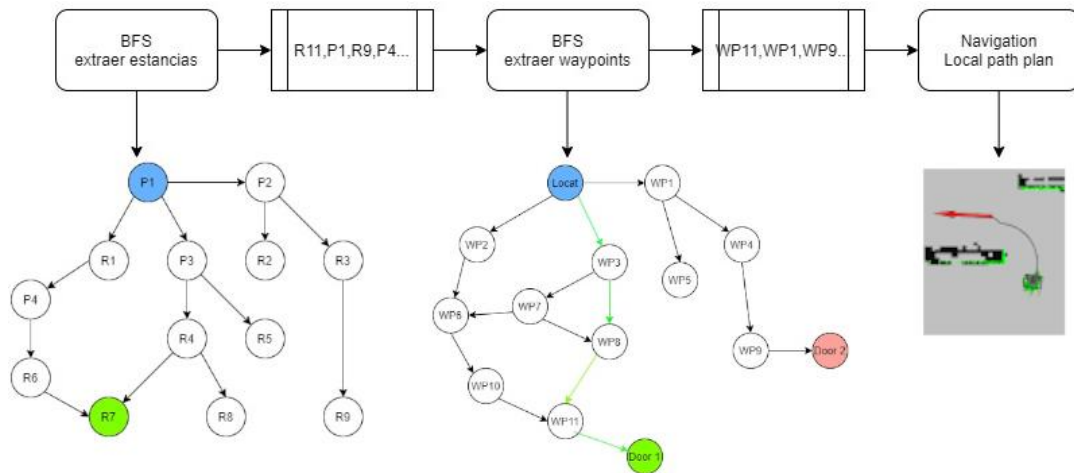 BFS
extraer estancias
R11,P1,R9,P4...
BFS
extraer waypoints
WP11,WP1,WP9...
Navigation
Local path plan
P1
P2
R1
P3
R2
R3
P4
R4
R5
R6
R7
R8
R9
Locat
WP1
WP2
WP3
WP4
WP5
WP6
WP7
WP8
WP9
Door 2
WP10
WP11
Door 1